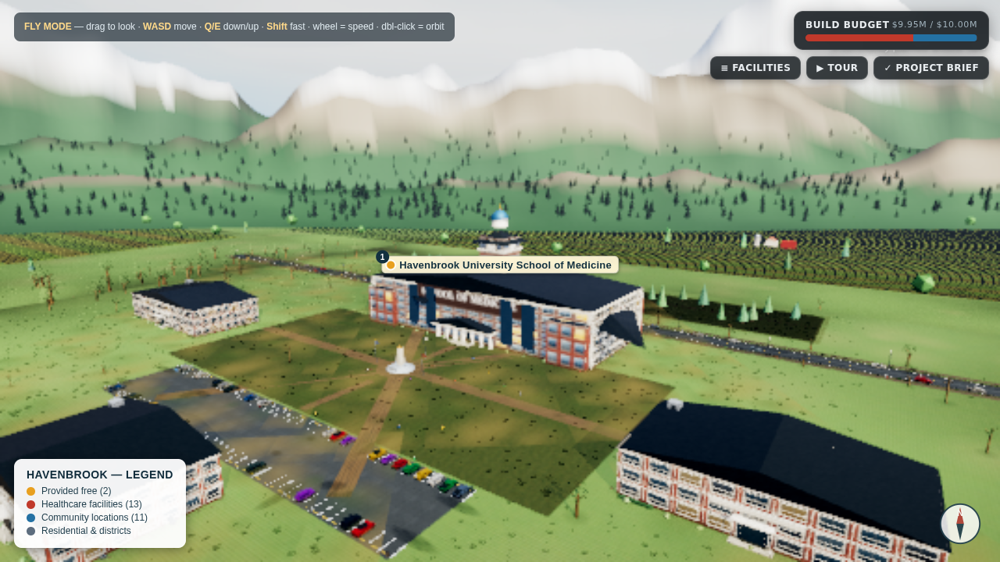 FLY MODE — drag to look · WASD move · Q/E down/up · Shift fast · wheel = speed · dbl-click = orbit
BUILD BUDGET $9.95M / $10.00M
≡ FACILITIES
▶ TOUR
✓ PROJECT BRIEF
1
Havenbrook University School of Medicine
HAVENBROOK — LEGEND
Provided free (2)
Healthcare facilities (13)
Community locations (11)
Residential & districts